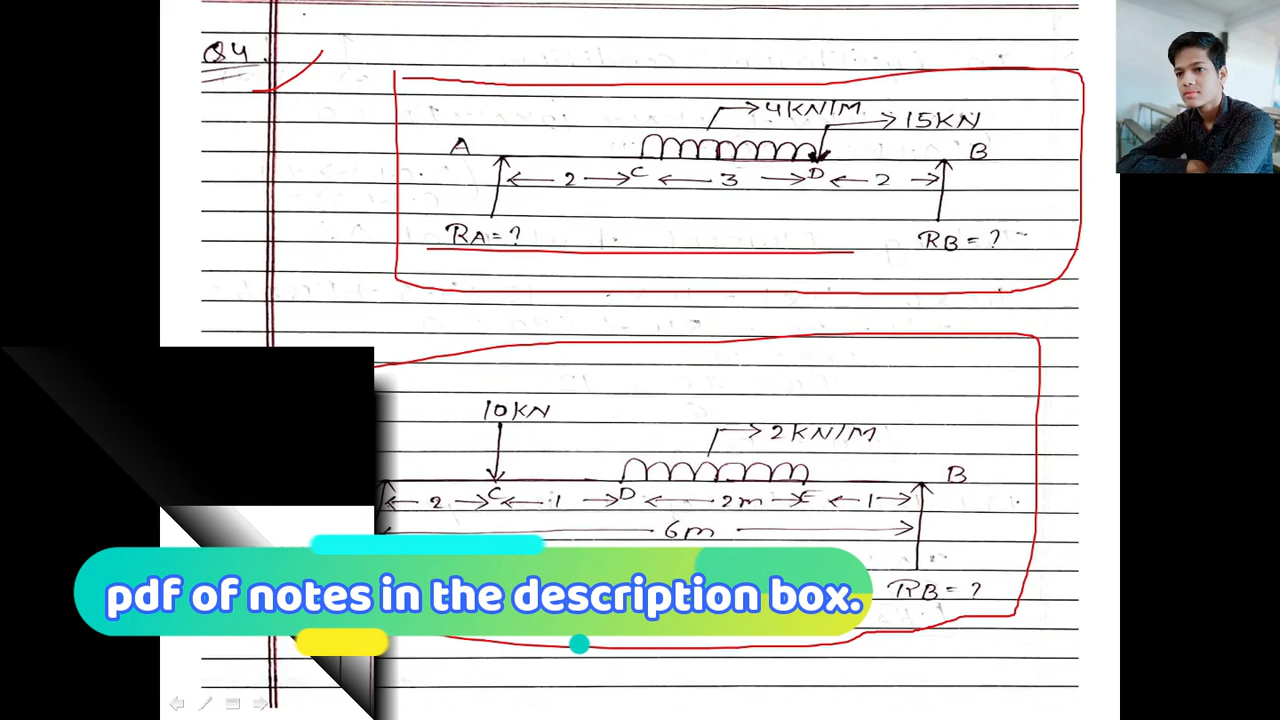 Q4.
4KN/M
15KN
A
B
C
D
2
3
2
RA = ?
RB = ?
10KN
2KN/M
B
C
D
E
2
1
2m
1
6m
RB = ?
pdf of notes in the description box.